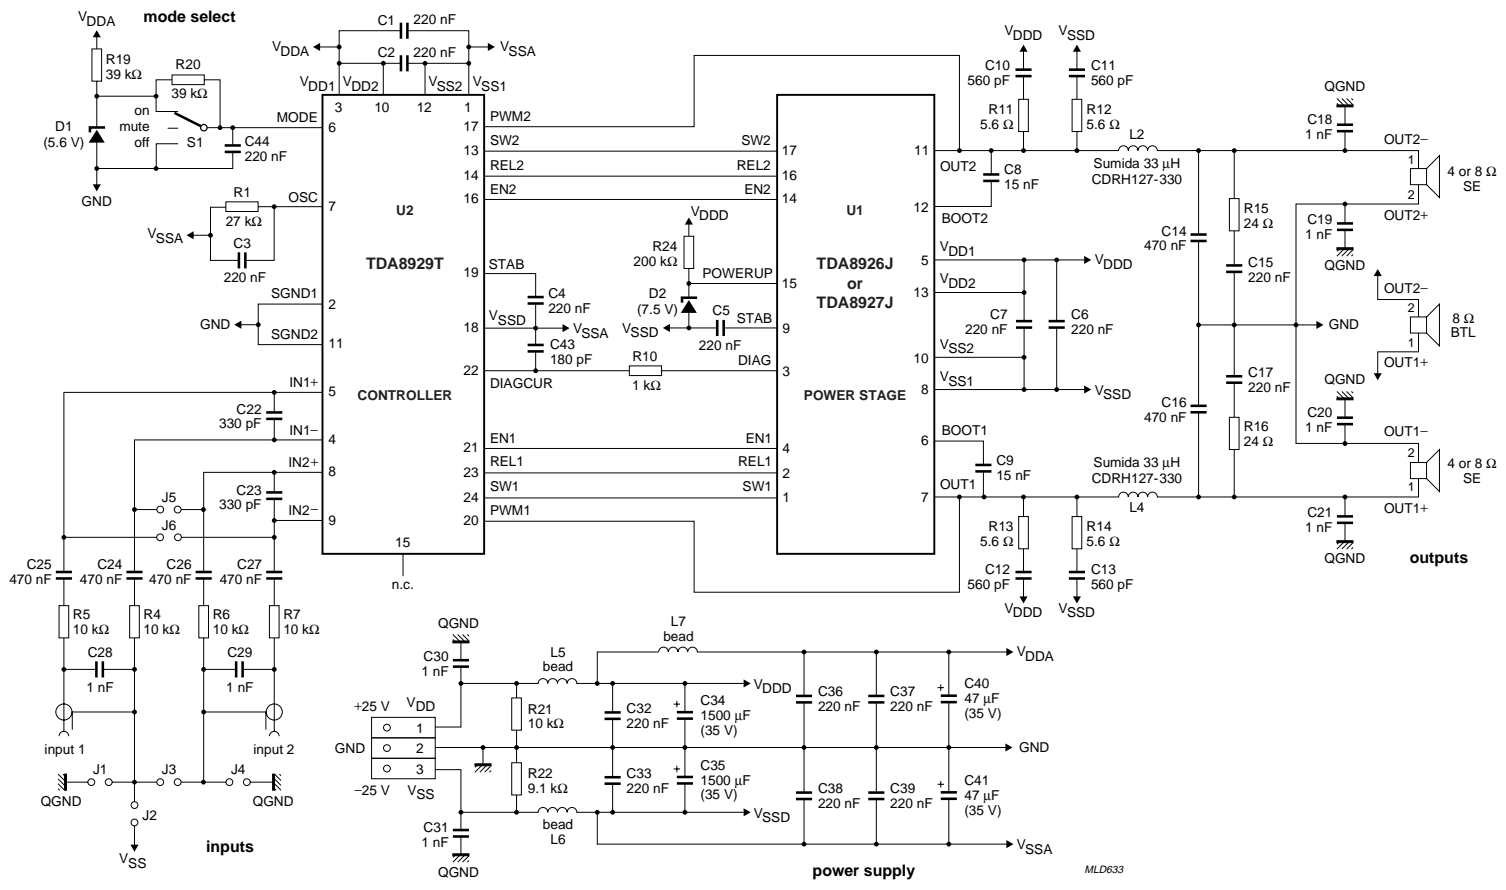 mode select
VDDA
R19
39 kΩ
R20
39 kΩ
on
mute
off
S1
D1
(5.6 V)
C44
220 nF
GND
MODE
6
C1
220 nF
C2
220 nF
VDDA
VSSA
VDD1
VDD2
VSS2
VSS1
3
10
12
1
R1
27 kΩ
C3
220 nF
VSSA
OSC
7
GND
SGND1
2
SGND2
11
IN1+
5
C22
330 pF
IN1−
4
IN2+
8
C23
330 pF
IN2−
9
J5
J6
U2
TDA8929T
CONTROLLER
15
n.c.
17
PWM2
13
SW2
14
REL2
16
EN2
19
STAB
C4
220 nF
18
VSSD
VSSA
C43
180 pF
22
DIAGCUR
R10
1 kΩ
21
EN1
23
REL1
24
SW1
20
PWM1
VDDD
R24
200 kΩ
D2
(7.5 V)
VSSD
C5
220 nF
SW2
17
REL2
16
EN2
14
POWERUP
15
STAB
9
DIAG
3
EN1
4
REL1
2
SW1
1
U1
TDA8926J
or
TDA8927J
POWER STAGE
11
OUT2
C8
15 nF
12
BOOT2
5
VDD1
VDDD
13
VDD2
C7
220 nF
C6
220 nF
10
VSS2
8
VSS1
VSSD
6
BOOT1
C9
15 nF
7
OUT1
VDDD
C10
560 pF
R11
5.6 Ω
VSSD
C11
560 pF
R12
5.6 Ω
L2
Sumida 33 µH
CDRH127-330
R13
5.6 Ω
C12
560 pF
VDDD
R14
5.6 Ω
C13
560 pF
VSSD
Sumida 33 µH
CDRH127-330
L4
C14
470 nF
R15
24 Ω
C15
220 nF
C16
470 nF
C17
220 nF
R16
24 Ω
GND
QGND
C18
1 nF
C19
1 nF
QGND
QGND
C20
1 nF
C21
1 nF
QGND
OUT2−
1
2
OUT2+
4 or 8 Ω
SE
OUT2−
2
1
OUT1+
8 Ω
BTL
OUT1−
2
1
OUT1+
4 or 8 Ω
SE
outputs
C25
470 nF
C24
470 nF
C26
470 nF
C27
470 nF
R5
10 kΩ
R4
10 kΩ
R6
10 kΩ
R7
10 kΩ
C28
1 nF
C29
1 nF
input 1
input 2
J1
J3
J4
QGND
QGND
J2
VSS
inputs
QGND
C30
1 nF
L5
bead
L7
bead
VDDA
VDDD
+25 V
VDD
1
GND
2
3
−25 V
VSS
R21
10 kΩ
R22
9.1 kΩ
C32
220 nF
C33
220 nF
+
C34
1500 µF
(35 V)
+
C35
1500 µF
(35 V)
C36
220 nF
C37
220 nF
+
C40
47 µF
(35 V)
GND
C38
220 nF
C39
220 nF
+
C41
47 µF
(35 V)
VSSD
bead
L6
C31
1 nF
QGND
VSSA
power supply
MLD633